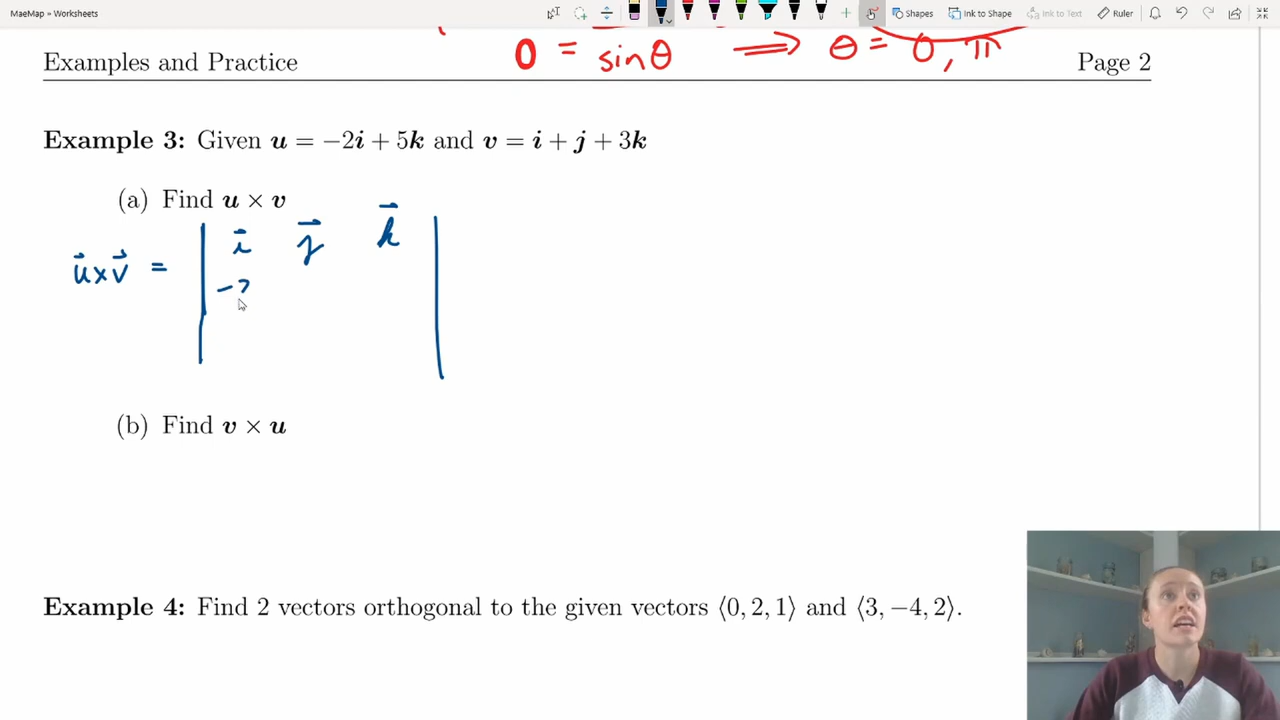 MaeMap » Worksheets
Shapes Ink to Shape Ink to Text Ruler
0 = sinθ ⟹ θ = 0, π
Examples and Practice Page 2
Example 3: Given u = −2i + 5k and v = i + j + 3k
(a) Find u × v
u⃗ x v⃗ = | i⃗ j⃗ k⃗ |
−2
(b) Find v × u
Example 4: Find 2 vectors orthogonal to the given vectors ⟨0, 2, 1⟩ and ⟨3, −4, 2⟩.